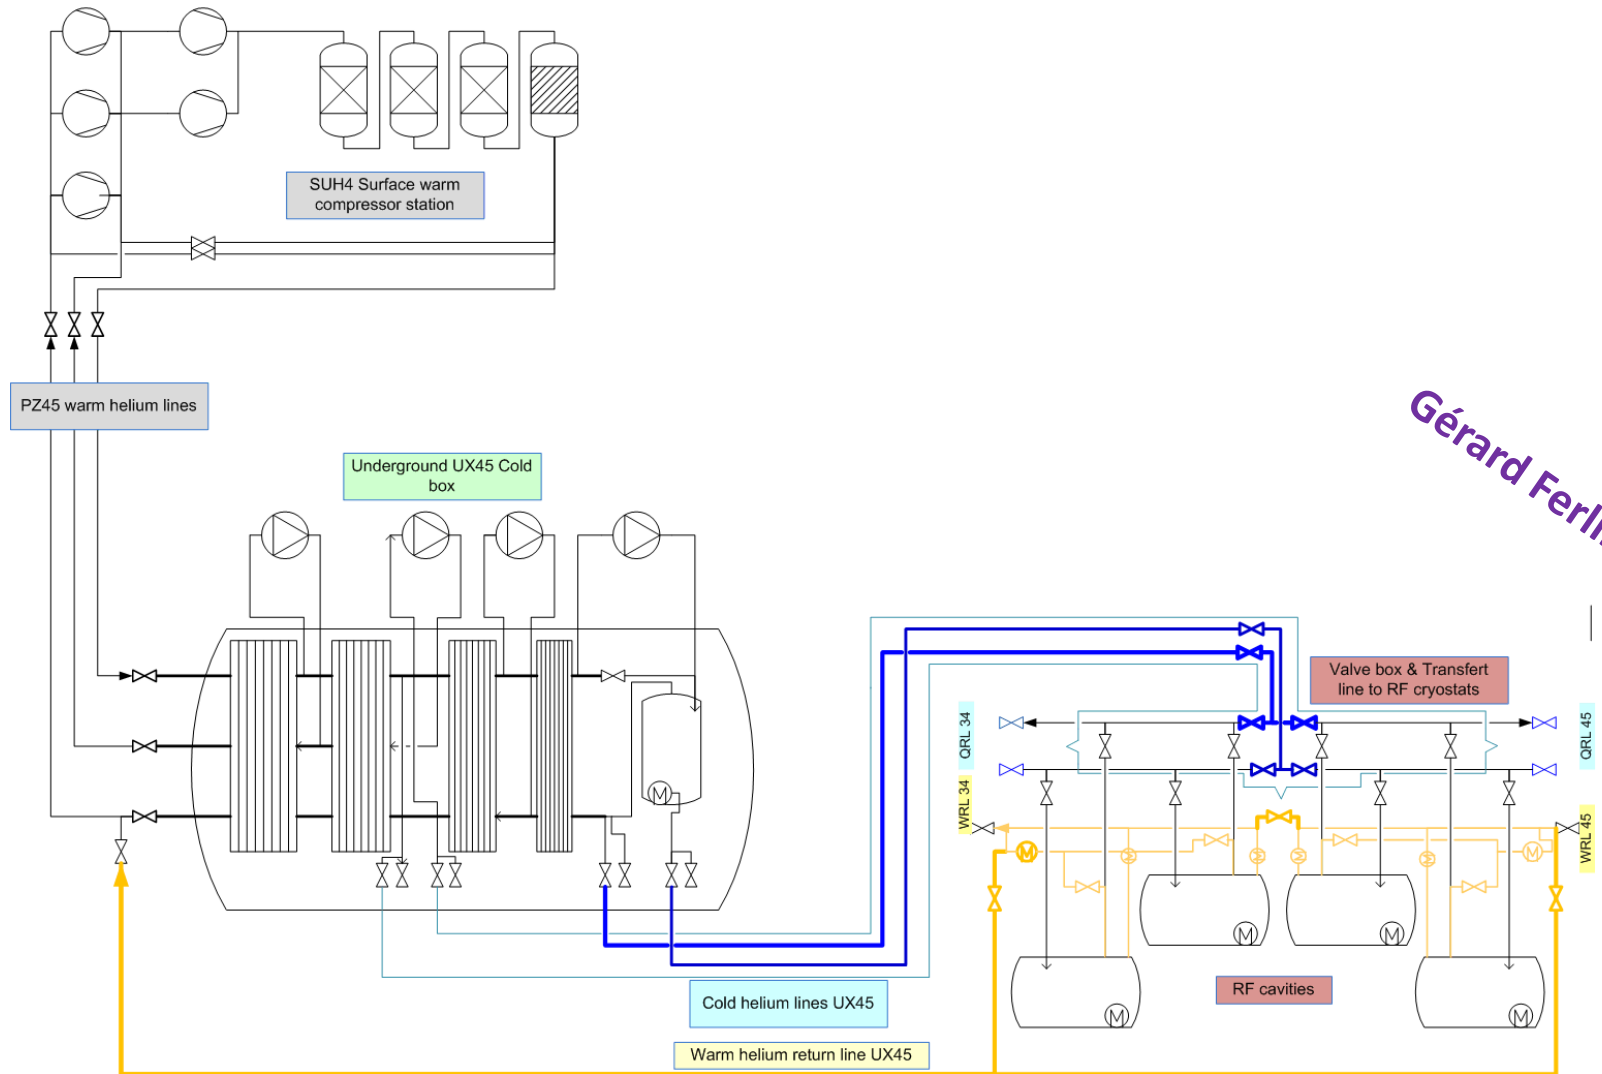 SUH4 Surface warm
compressor station
PZ45 warm helium lines
Underground UX45 Cold
box
Gérard
Valve box & Transfert
line to RF cryostats
QRL 34
QRL 45
WRL 34
WRL 45
M
M
M
M
M
M
M
M
M
M
M
RF cavities
Cold helium lines UX45
Warm helium return line UX45